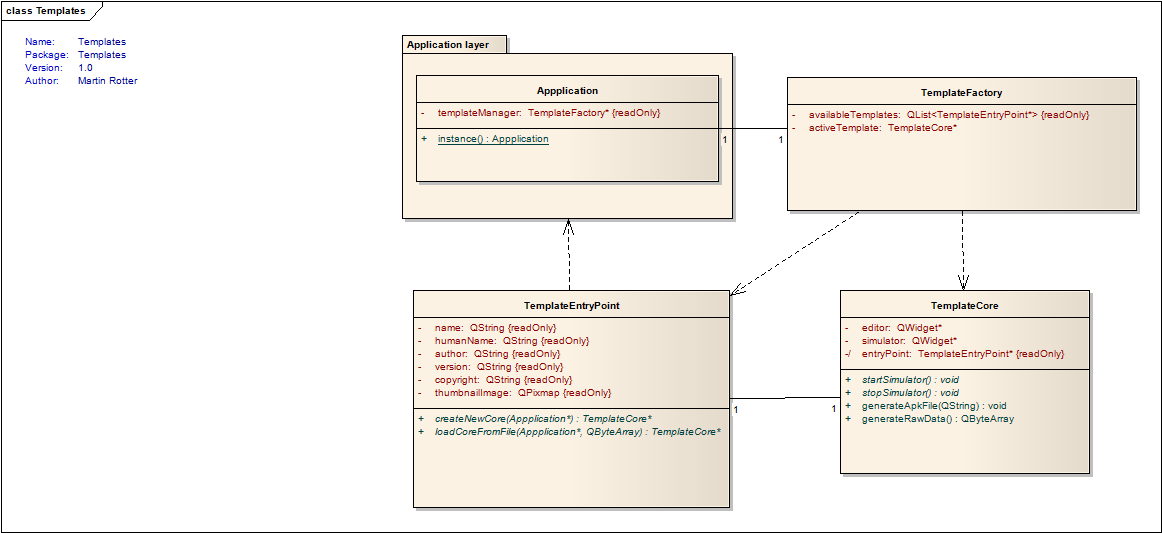 class Templates
Name: Templates
Package: Templates
Version: 1.0
Author: Martin Rotter
Application layer
Appplication
- templateManager: TemplateFactory* {readOnly}
+ instance() : Appplication
TemplateFactory
- availableTemplates: QList<TemplateEntryPoint*> {readOnly}
- activeTemplate: TemplateCore*
1
1
TemplateEntryPoint
- name: QString {readOnly}
- humanName: QString {readOnly}
- author: QString {readOnly}
- version: QString {readOnly}
- copyright: QString {readOnly}
- thumbnailImage: QPixmap {readOnly}
+ createNewCore(Appplication*) : TemplateCore*
+ loadCoreFromFile(Appplication*, QByteArray) : TemplateCore*
TemplateCore
- editor: QWidget*
- simulator: QWidget*
-/ entryPoint: TemplateEntryPoint* {readOnly}
+ startSimulator() : void
+ stopSimulator() : void
+ generateApkFile(QString) : void
+ generateRawData() : QByteArray
1
1